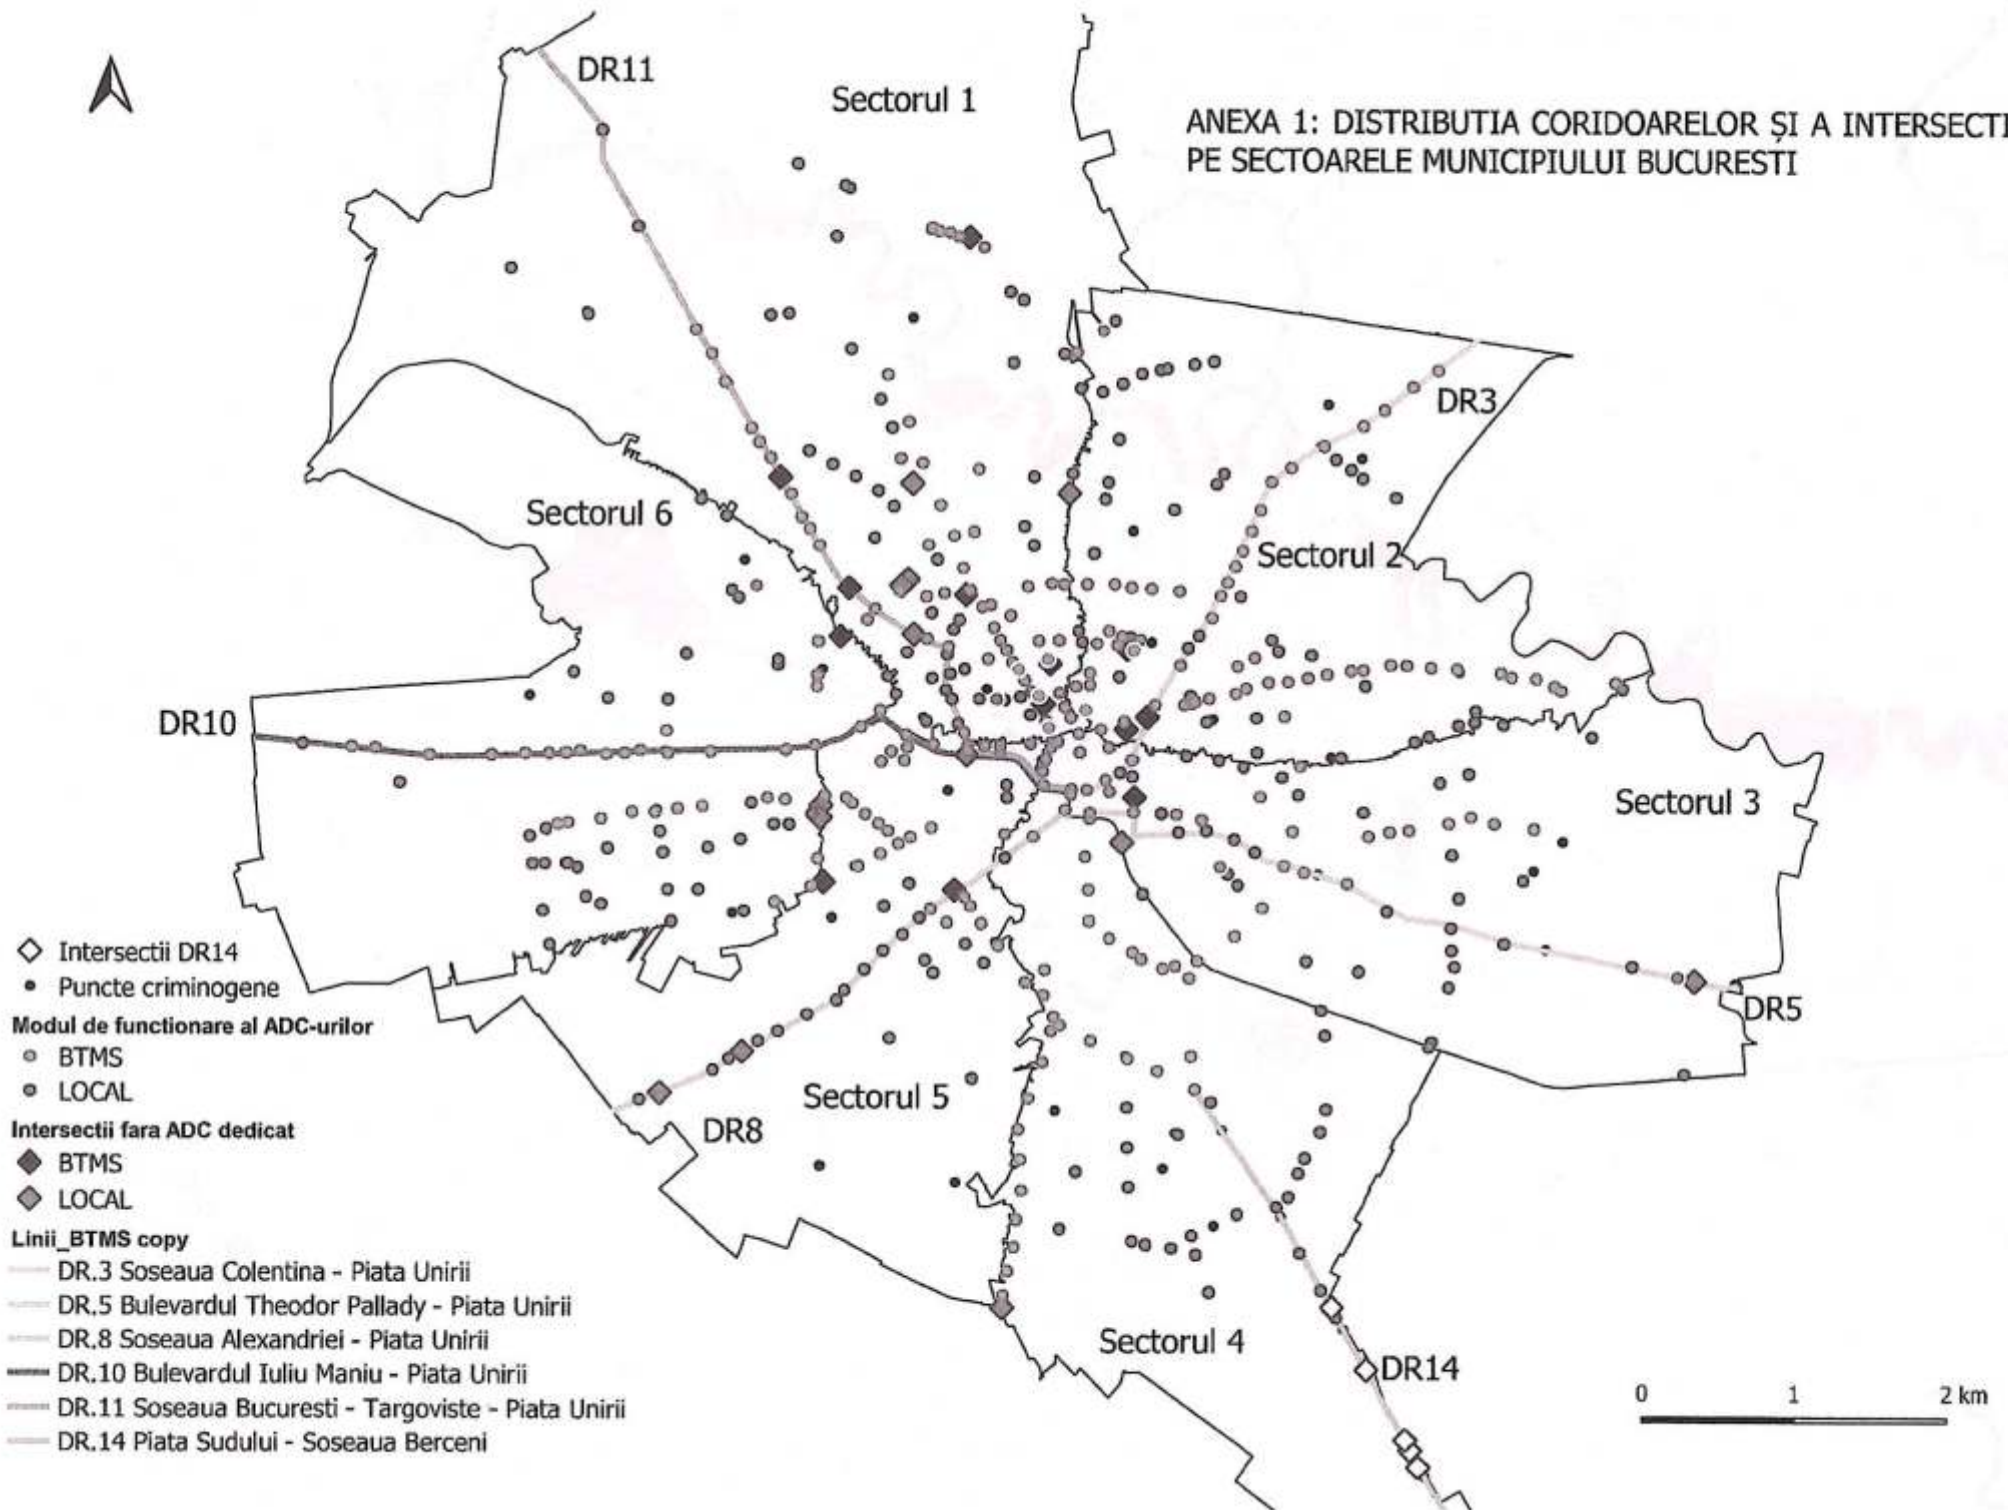 DR11
Sectorul 1
ANEXA 1: DISTRIBUTIA CORIDOARELOR ȘI A
PE SECTOARELE MUNICIPIULUI BUCURESTI
DR3
Sectorul 6
Sectorul 2
DR10
Sectorul 3
Intersectii DR14
Puncte criminogene
Modul de functionare al ADC-urilor
BTMS
LOCAL
Intersectii fara ADC dedicat
BTMS
LOCAL
Linii_BTMS copy
DR.3 Soseaua Colentina - Piata Unirii
DR.5 Bulevardul Theodor Pallady - Piata Unirii
DR.8 Soseaua Alexandriei - Piata Unirii
DR.10 Bulevardul Iuliu Maniu - Piata Unirii
DR.11 Soseaua Bucuresti - Targoviste - Piata Unirii
DR.14 Piata Sudului - Soseaua Berceni
DR5
Sectorul 5
DR8
Sectorul 4
DR14
0 1 2 km